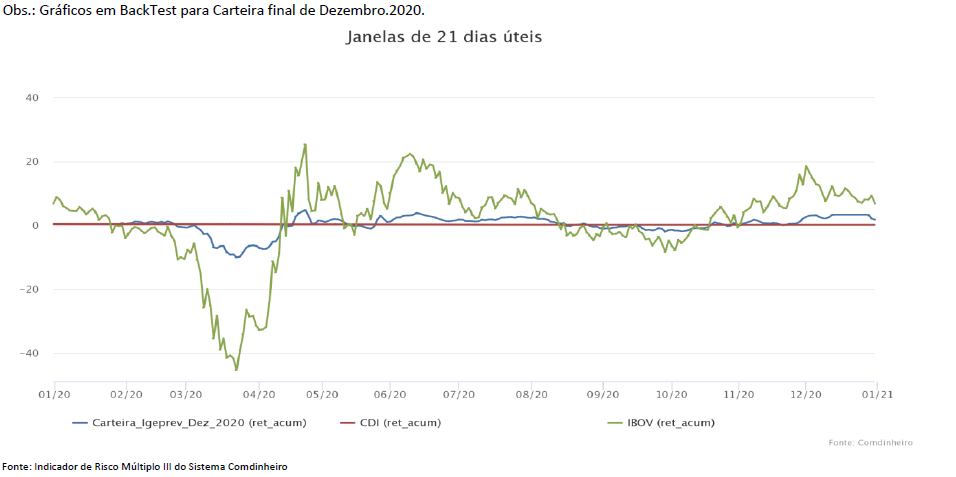 Obs.: Gráficos em BackTest para Carteira final de Dezembro.2020.
Janelas de 21 dias úteis
40
20
0
−20
−40
01/20 02/20 03/20 04/20 05/20 06/20 07/20 08/20 09/20 10/20 11/20 12/20 01/21
Carteira_Igeprev_Dez_2020 (ret_acum) CDI (ret_acum) IBOV (ret_acum)
Fonte: Comdinheiro
Fonte: Indicador de Risco Múltiplo III do Sistema Comdinheiro